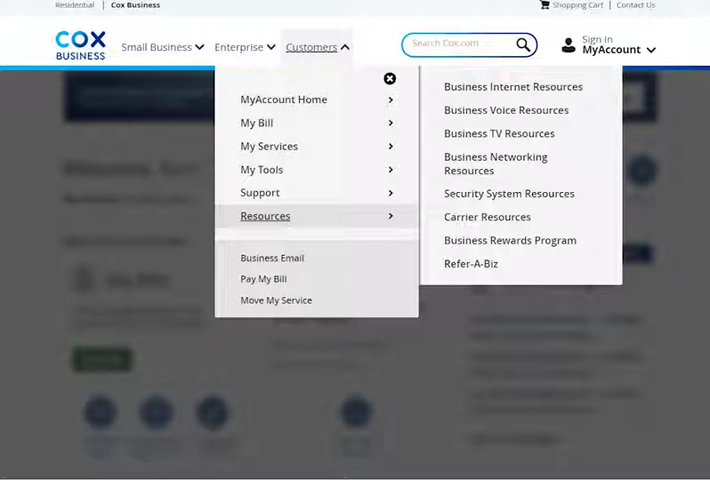 Residential | Cox Business
Shopping Cart | Contact Us
COX
BUSINESS
Small Business
Enterprise
Customers
Search Cox.com
Sign In
MyAccount
MyAccount Home
My Bill
My Services
My Tools
Support
Resources
Business Email
Pay My Bill
Move My Service
Business Internet Resources
Business Voice Resources
Business TV Resources
Business Networking
Resources
Security System Resources
Carrier Resources
Business Rewards Program
Refer-A-Biz